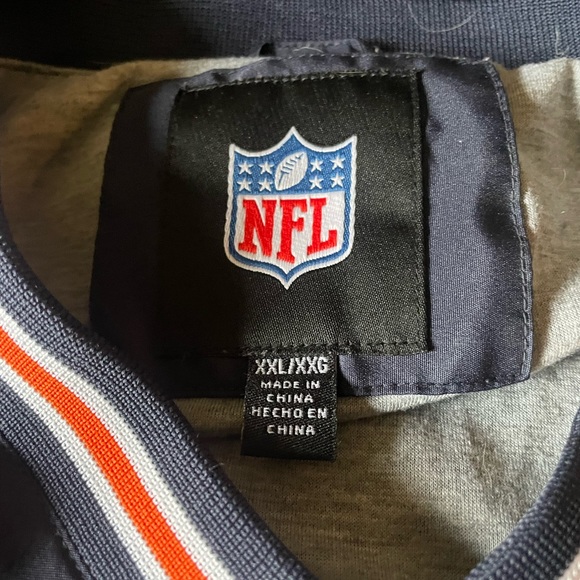 NFL
XXL/XXG
MADE IN
CHINA
HECHO EN
CHINA